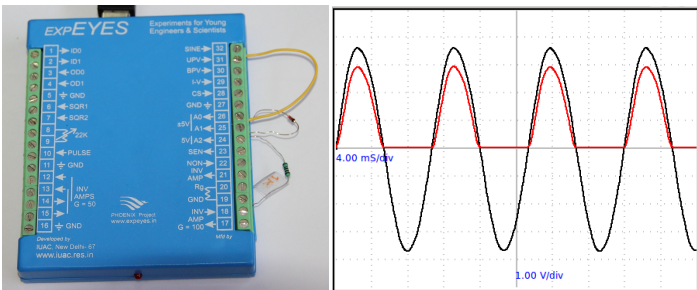 EXPEYES
Experiments for Young
Engineers & Scientists
1 ID0
2 ID1
3 OD0
4 OD1
5 GND
6 SQR1
7 SQR2
8
22K
9
10 PULSE
11 GND
12
13 INV
14 AMPS
G = 50
15
16 GND
SINE 32
UPV 31
BPV 30
I-V 29
CS 28
GND 27
A0 26
±5V
A1 25
5V A2 24
SEN 23
NON 22
INV
AMP 21
Rg 20
GND 19
INV 18
AMP
G = 100 17
PHOENIX Project
www.expeyes.in
Developed by
IUAC, New Delhi- 67
www.iuac.res.in
Mfd by
4.00 mS/div
1.00 V/div